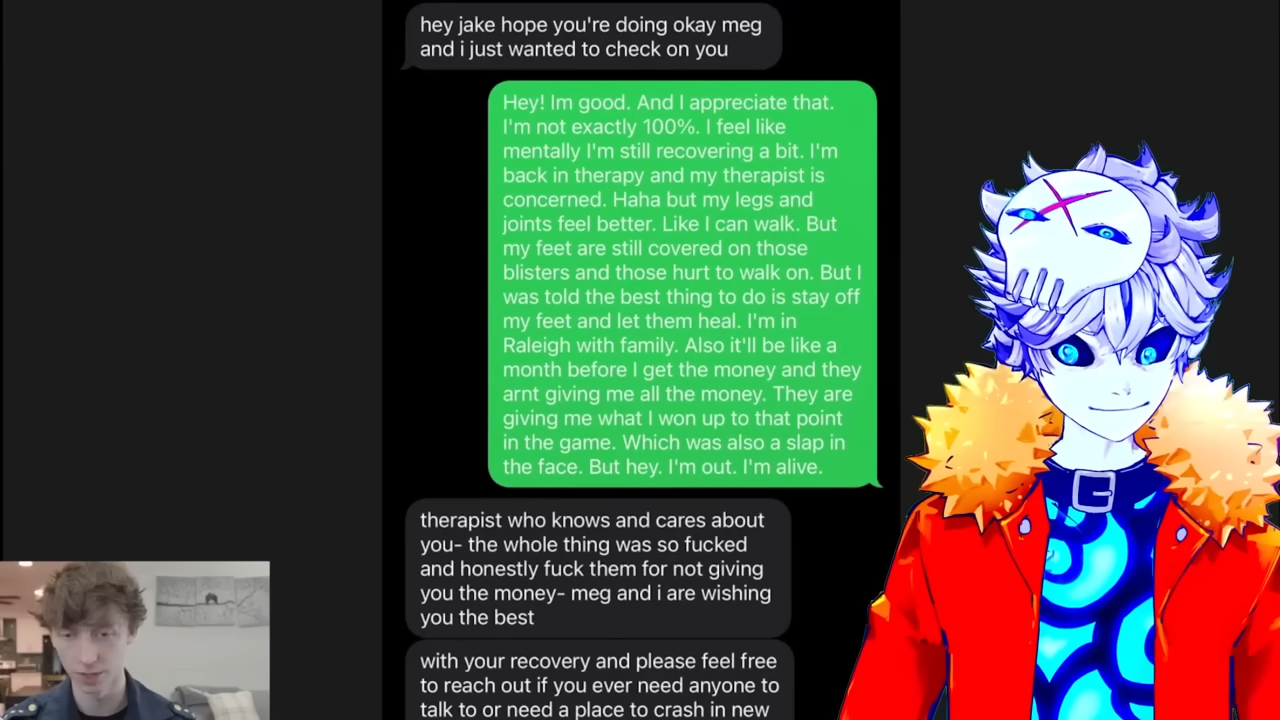 hey jake hope you're doing okay meg
and i just wanted to check on you
Hey! Im good. And I appreciate that.
I'm not exactly 100%. I feel like
mentally I'm still recovering a bit. I'm
back in therapy and my therapist is
concerned. Haha but my legs and
joints feel better. Like I can walk. But
my feet are still covered on those
blisters and those hurt to walk on. But I
was told the best thing to do is stay off
my feet and let them heal. I'm in
Raleigh with family. Also it'll be like a
month before I get the money and they
arnt giving me all the money. They are
giving me what I won up to that point
in the game. Which was also a slap in
the face. But hey. I'm out. I'm alive.
therapist who knows and cares about
you- the whole thing was so fucked
and honestly fuck them for not giving
you the money- meg and i are wishing
you the best
with your recovery and please feel free
to reach out if you ever need anyone to
talk to or need a place to crash in new